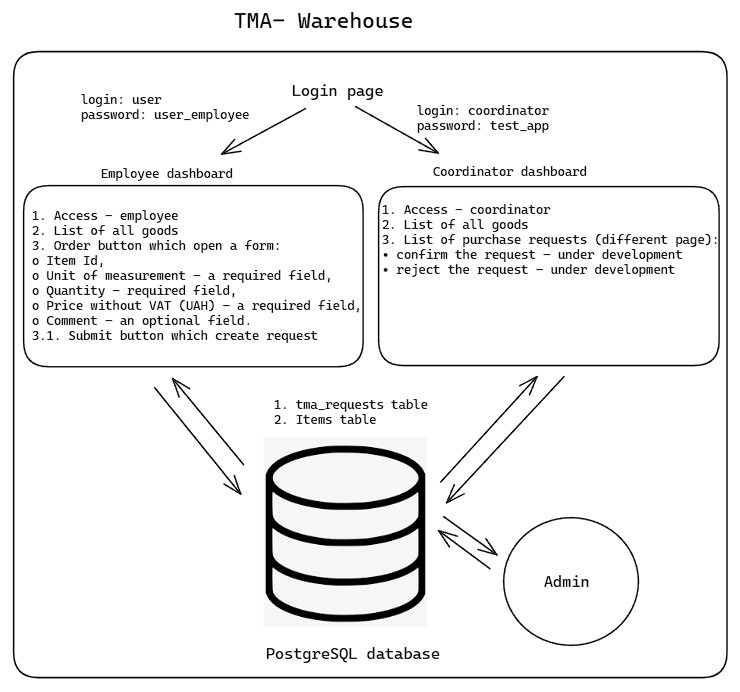 TMA- Warehouse
Login page
login: user
password: user_employee
login: coordinator
password: test_app
Employee dashboard
1. Access - employee
2. List of all goods
3. Order button which open a form:
o Item Id,
o Unit of measurement - a required field,
o Quantity - required field,
o Price without VAT (UAH) - a required field,
o Comment - an optional field.
3.1. Submit button which create request
Coordinator dashboard
1. Access - coordinator
2. List of all goods
3. List of purchase requests (different page):
• confirm the request - under development
• reject the request - under development
1. tma_requests table
2. Items table
Admin
PostgreSQL database